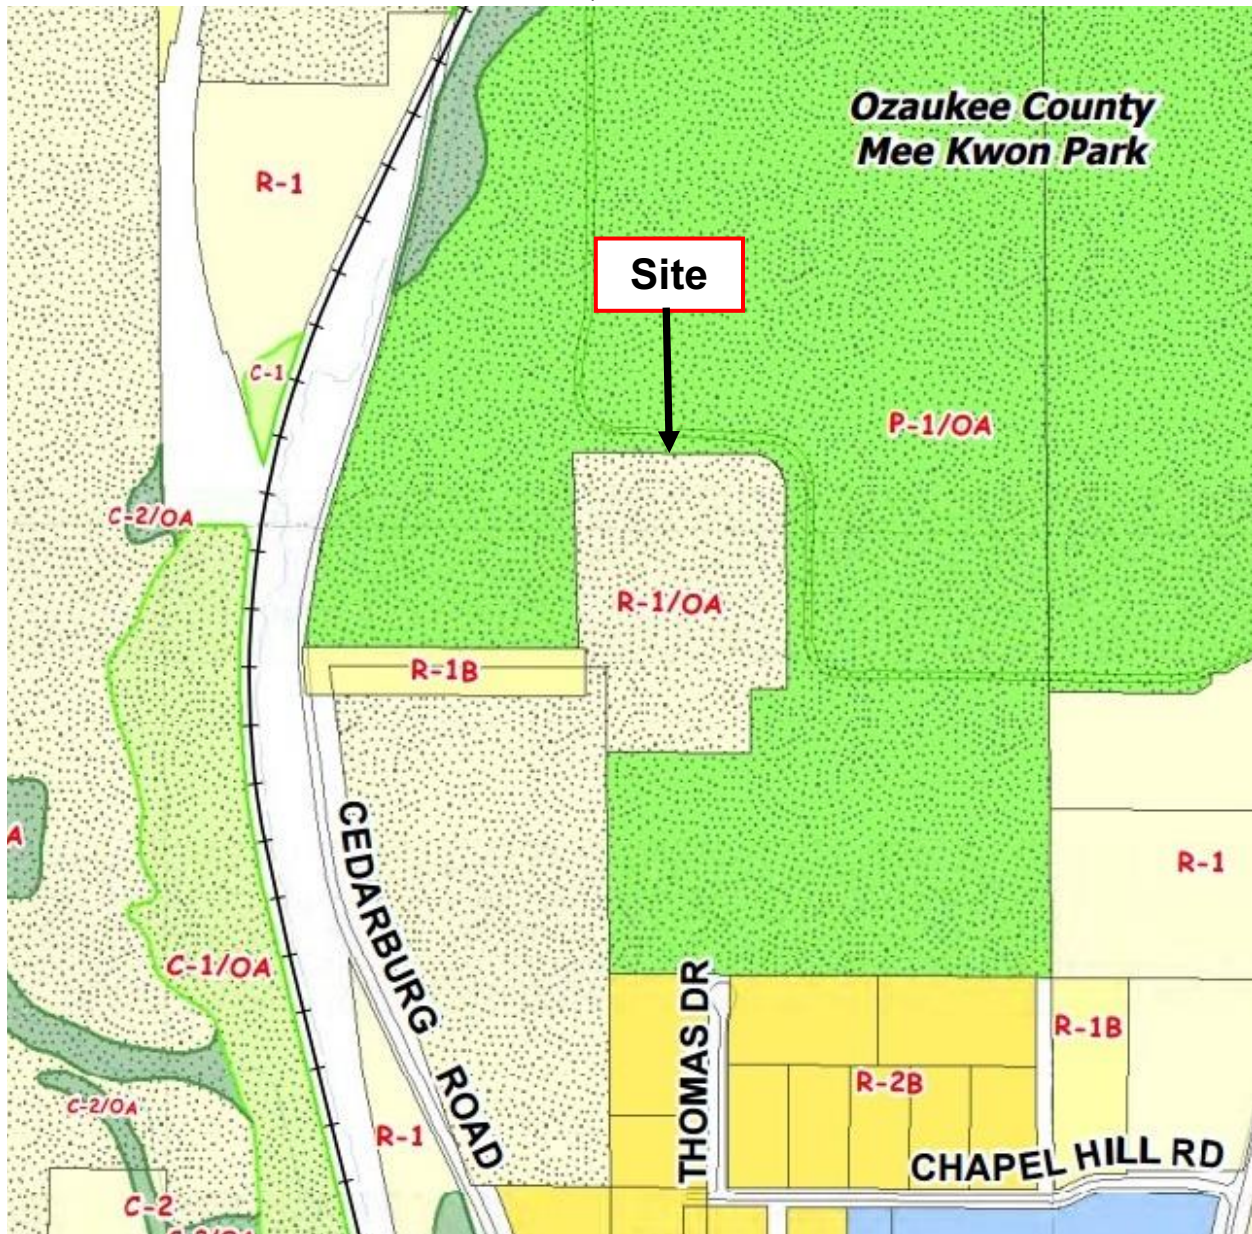 Ozaukee County
Mee Kwon Park
R-1
Site
C-1
P-1/OA
C-2/OA
R-1/OA
R-1B
CEDARBURG ROAD
A
R-1
C-1/OA
THOMAS DR
R-1B
R-2B
C-2/OA
R-1
CHAPEL HILL RD
C-2